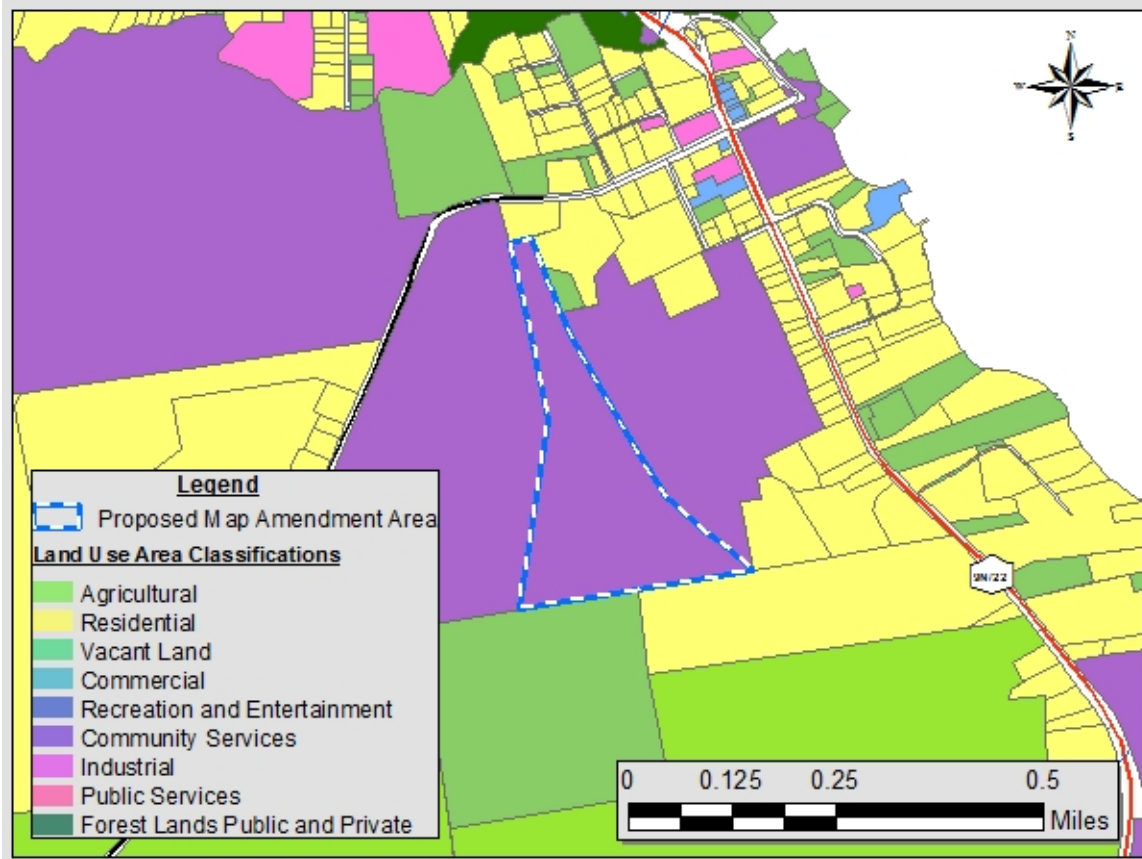 N
W E
S
9N/22
Legend
Proposed Map Amendment Area
Land Use Area Classifications
Agricultural
Residential
Vacant Land
Commercial
Recreation and Entertainment
Community Services
Industrial
Public Services
Forest Lands Public and Private
0 0.125 0.25 0.5
Miles